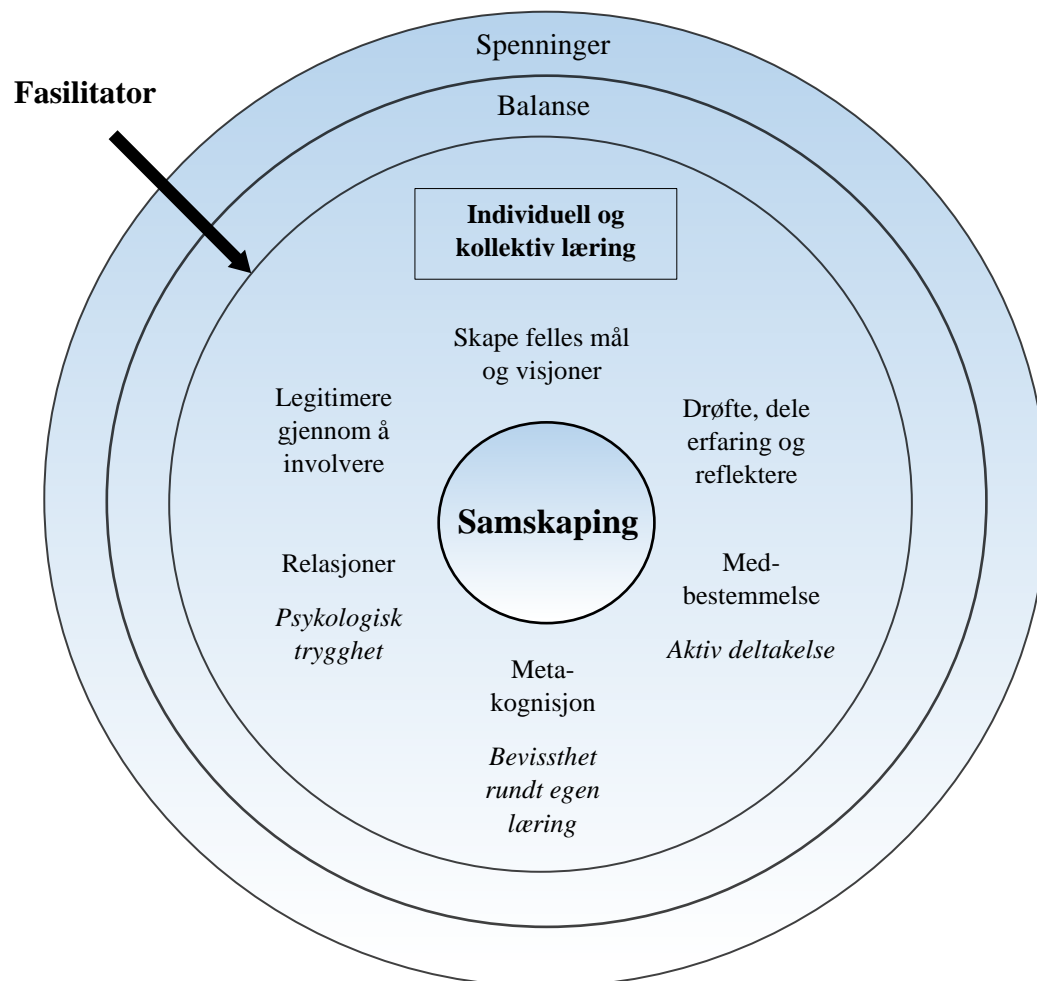 Spenninger
Fasilitator
Balanse
Individuell og
kollektiv læring
Skape felles mål
og visjoner
Legitimere
gjennom å
involvere
Drøfte, dele
erfaring og
reflektere
Samskaping
Relasjoner
Psykologisk
trygghet
Med-
bestemmelse
Aktiv deltakelse
Meta-
kognisjon
Bevissthet
rundt egen
læring